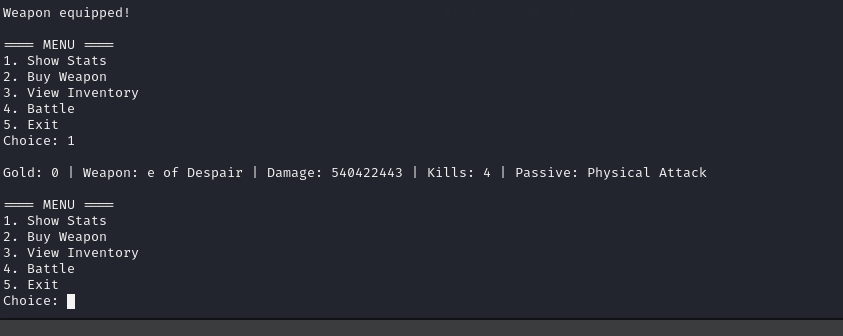 Weapon equipped!
==== MENU ====
1. Show Stats
2. Buy Weapon
3. View Inventory
4. Battle
5. Exit
Choice: 1
Gold: 0 | Weapon: e of Despair | Damage: 540422443 | Kills: 4 | Passive: Physical Attack
==== MENU ====
1. Show Stats
2. Buy Weapon
3. View Inventory
4. Battle
5. Exit
Choice: